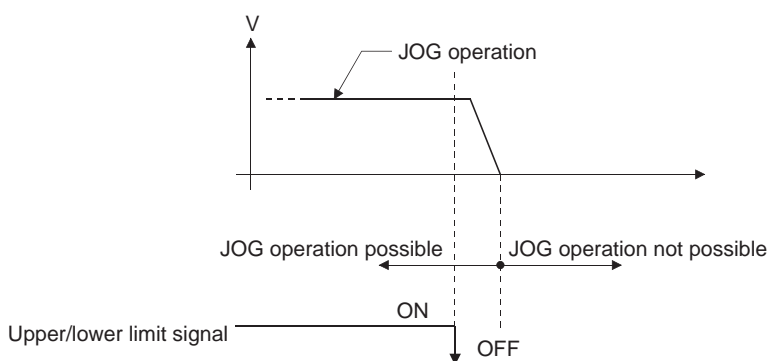 V
JOG operation
JOG operation possible
JOG operation not possible
ON
Upper/lower limit signal
OFF